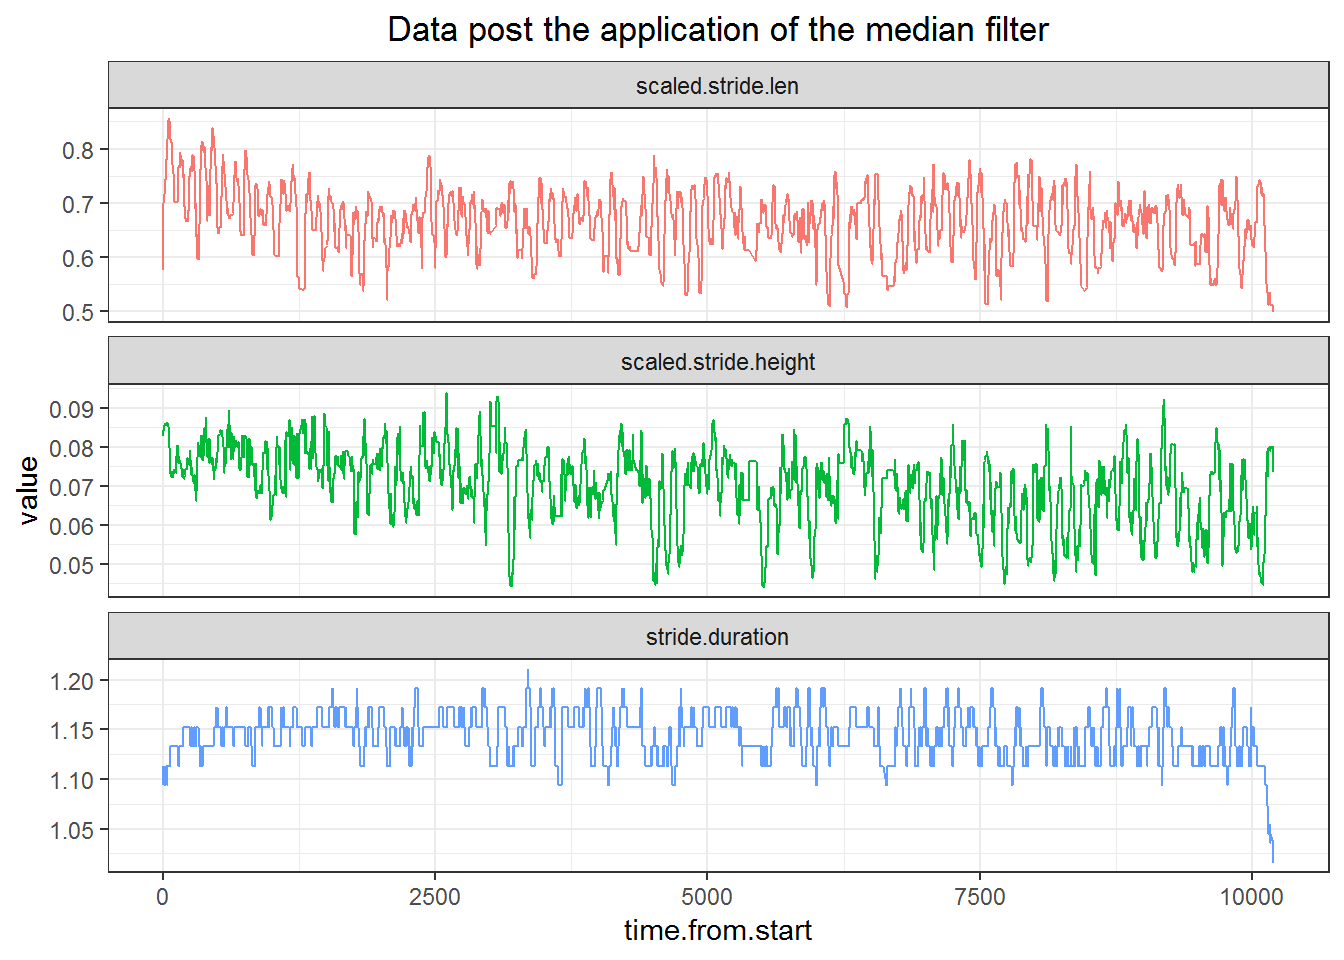 Data post the application of the median filter
scaled.stride.len
0.8
0.7
0.6
0.5
scaled.stride.height
0.09
0.08
0.07
0.06
0.05
value
stride.duration
1.20
1.15
1.10
1.05
0 2500 5000 7500 10000
time.from.start